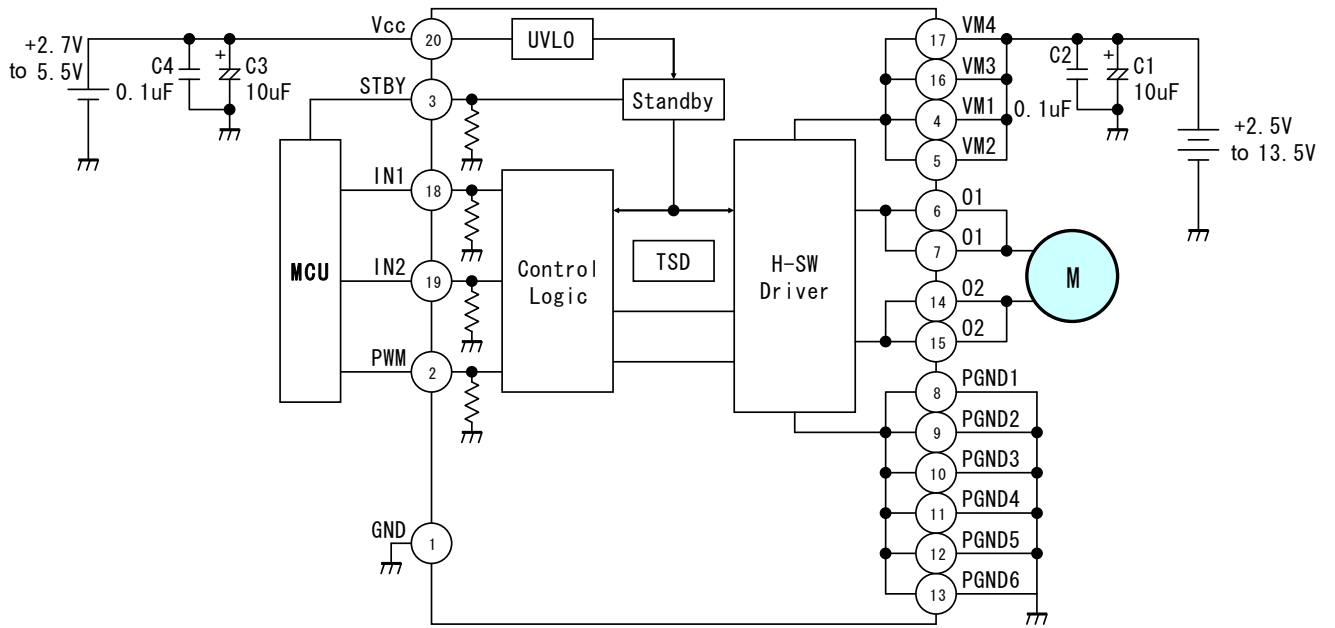 Vcc
20
UVLO
VM4
17
+2.7V
to 5.5V
C4
0.1uF
+
C3
10uF
VM3
16
C2
0.1uF
+
C1
10uF
STBY
3
Standby
VM1
4
+2.5V
to 13.5V
VM2
5
IN1
18
O1
6
O1
7
MCU
IN2
19
Control
Logic
TSD
H-SW
Driver
M
O2
14
O2
15
PWM
2
PGND1
8
PGND2
9
PGND3
10
PGND4
11
GND
1
PGND5
12
PGND6
13